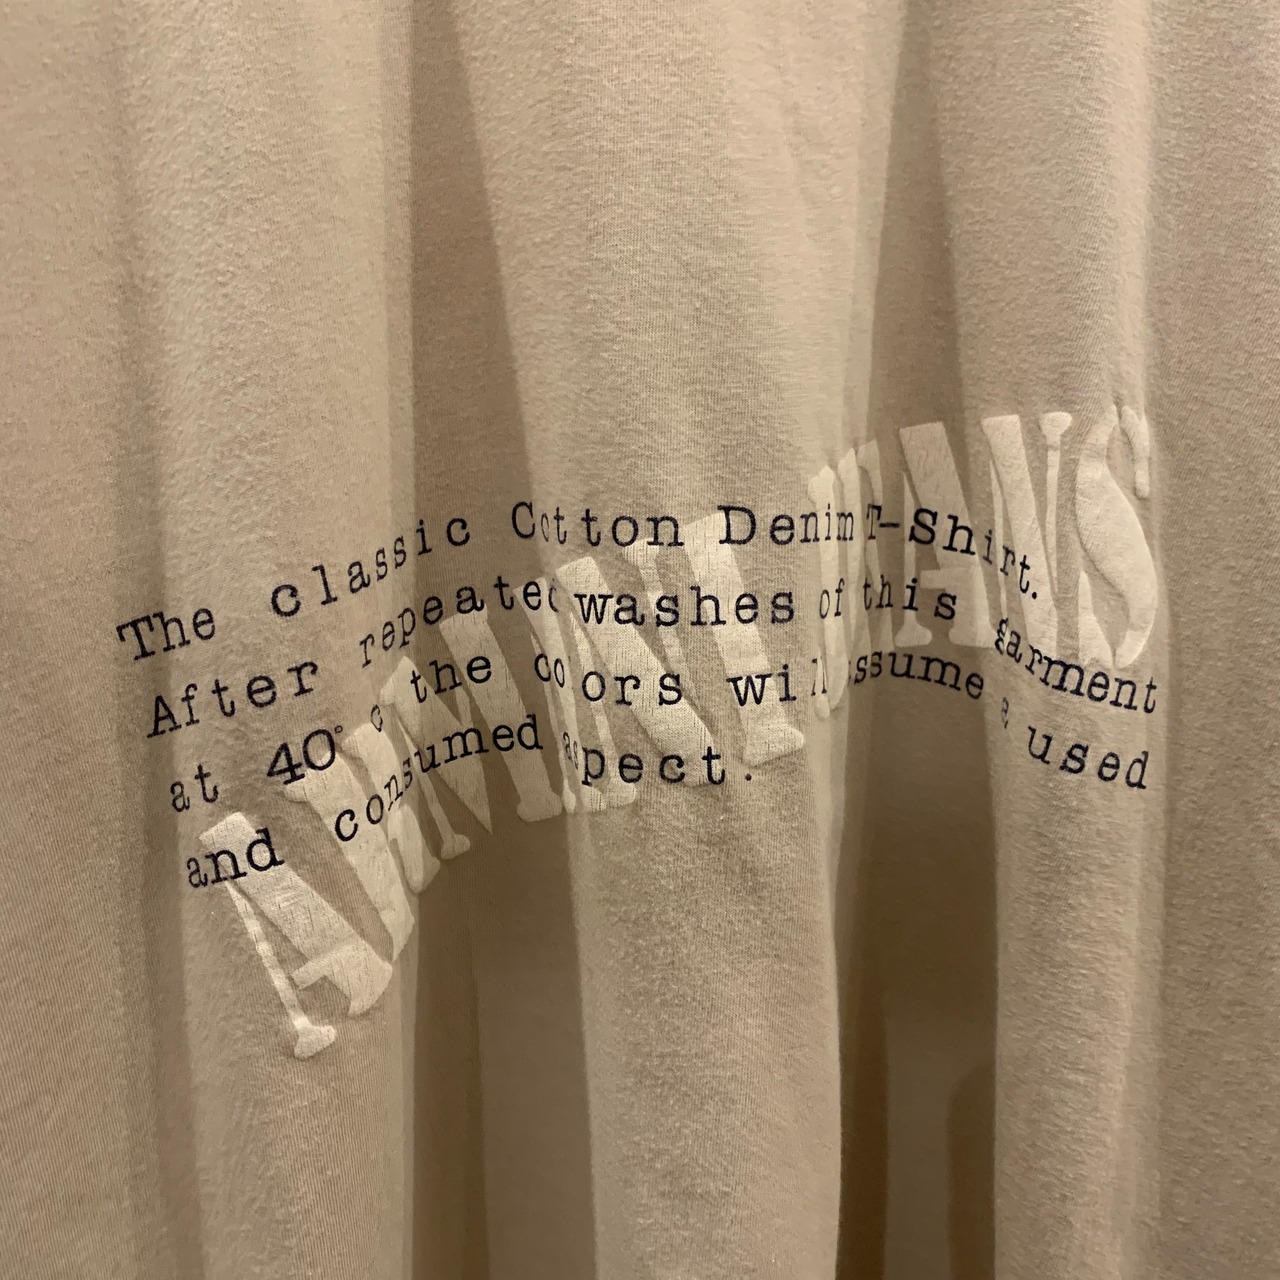 The classic Cotton Denim T-Shirt.
After repeated washes of this garment
at 40° c the colors will assume a used
and consumed aspect.
ARMANI JEANS